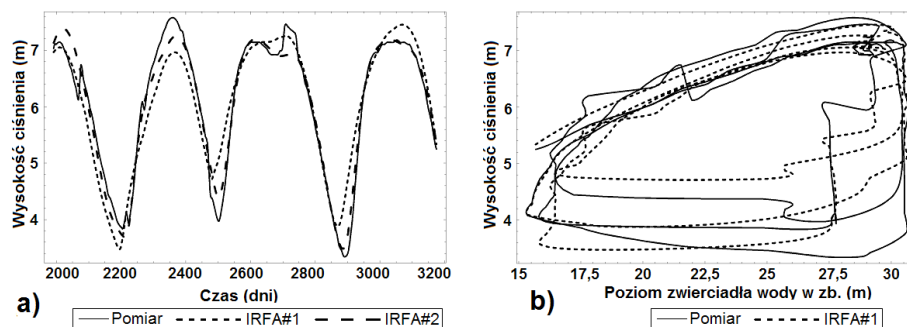 Wysokość ciśnienia (m)
7
6
5
4
2000 2200 2400 2600 2800 3000 3200
Czas (dni)
a)
Pomiar IRFA#1 IRFA#2
Wysokość ciśnienia (m)
7
6
5
4
15 17,5 20 22,5 25 27,5 30
Poziom zwierciadła wody w zb. (m)
b)
Pomiar IRFA#1